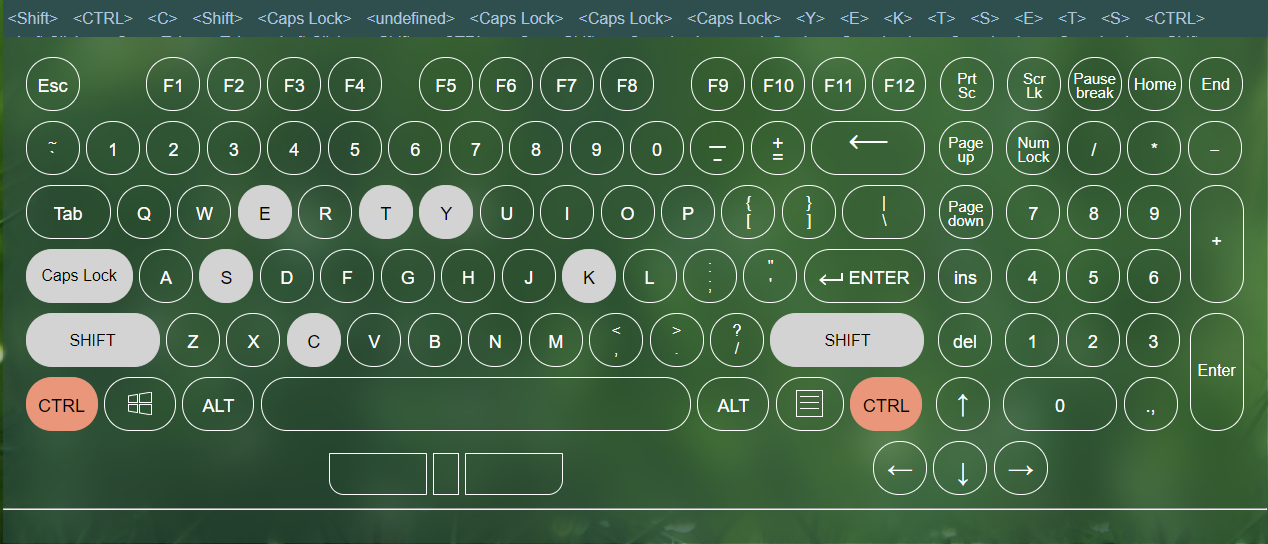 <Shift> <CTRL> <C> <Shift> <Caps Lock> <undefined> <Caps Lock> <Caps Lock> <Caps Lock> <Y> <E> <K> <T> <S> <E> <T> <S> <CTRL>
Esc F1 F2 F3 F4 F5 F6 F7 F8 F9 F10 F11 F12 Prt Sc Scr Lk Pause break Home End
~ ` 1 2 3 4 5 6 7 8 9 0 — - + = ← Page up Num Lock / * –
Tab Q W E R T Y U I O P { [ } ] | \ Page down 7 8 9 +
Caps Lock A S D F G H J K L : ; " ' ↵ ENTER ins 4 5 6
SHIFT Z X C V B N M < , > . ? / SHIFT del 1 2 3 Enter
CTRL ALT ALT CTRL ↑ 0 .,
← ↓ →